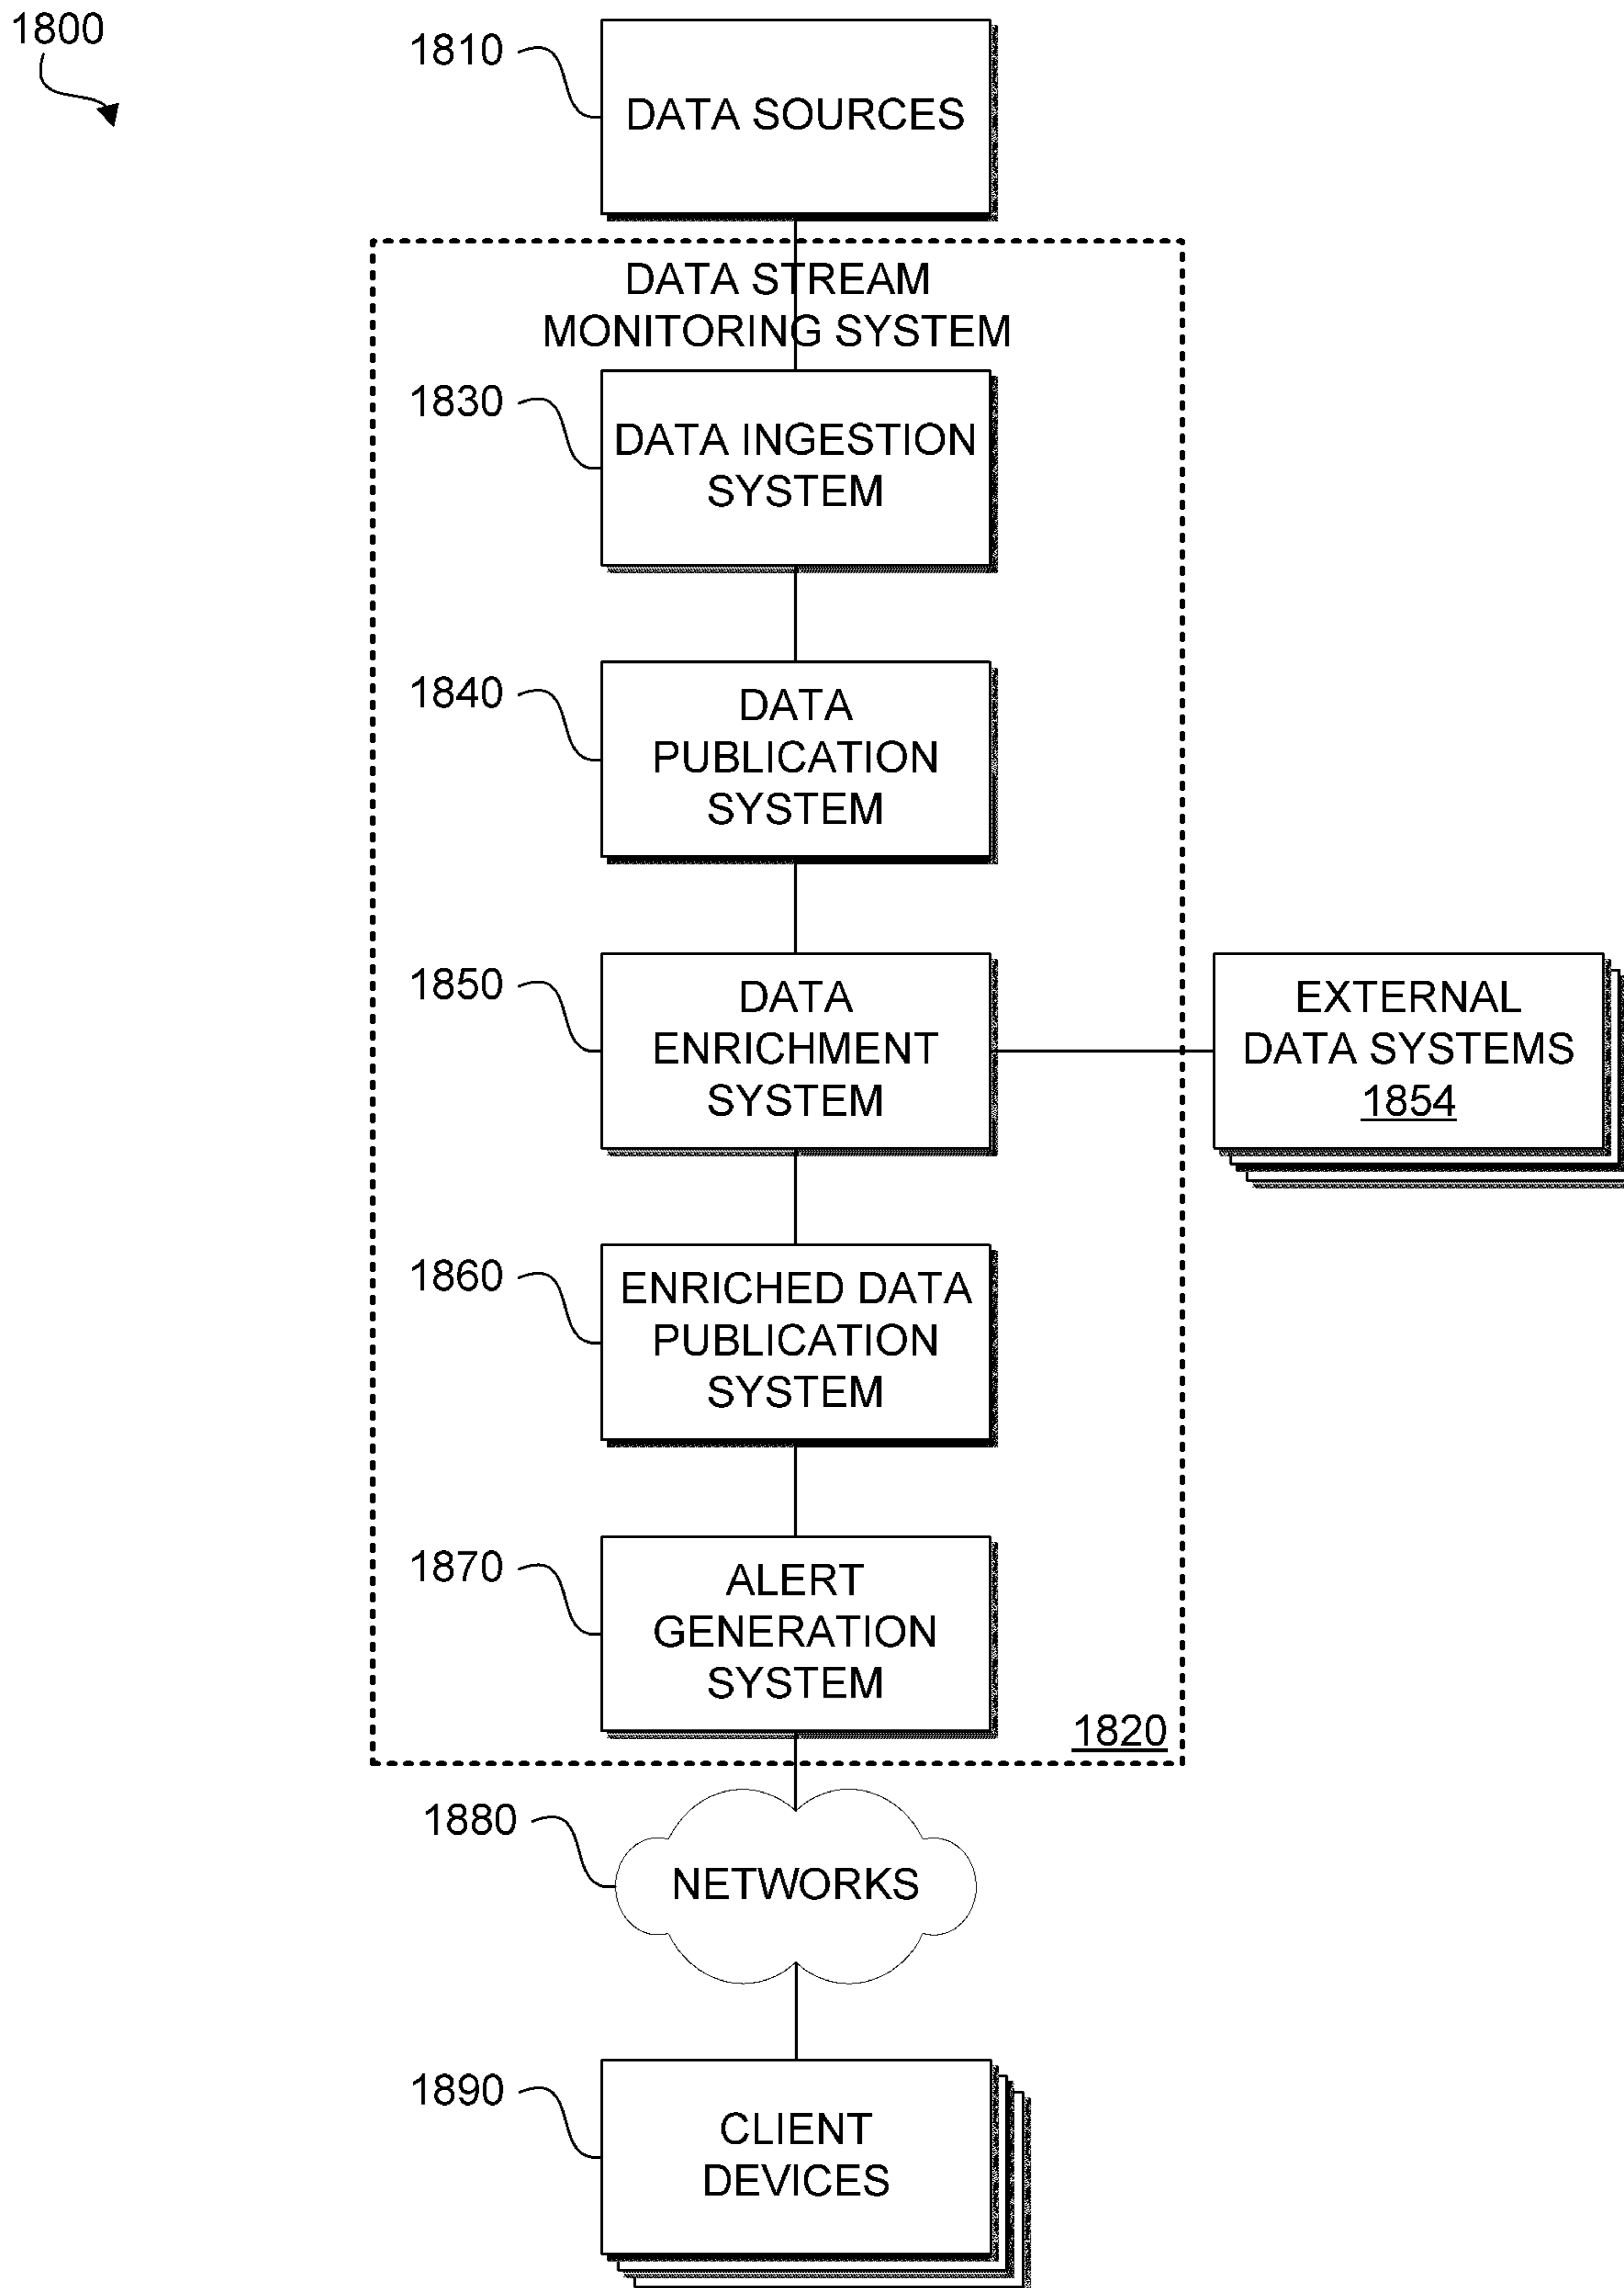 1800
1810
DATA SOURCES
DATA STREAM
MONITORING SYSTEM
1830
DATA INGESTION
SYSTEM
1840
DATA
PUBLICATION
SYSTEM
1850
DATA
ENRICHMENT
SYSTEM
EXTERNAL
DATA SYSTEMS
1854
1860
ENRICHED DATA
PUBLICATION
SYSTEM
1870
ALERT
GENERATION
SYSTEM
1820
1880
NETWORKS
1890
CLIENT
DEVICES